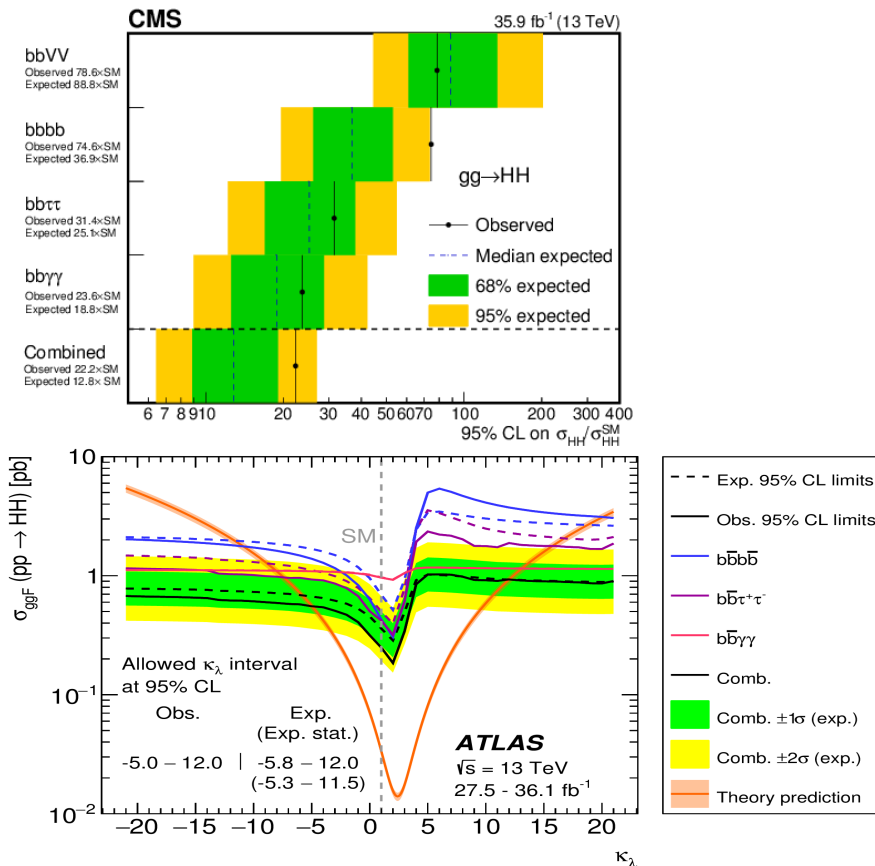 CMS 35.9 fb⁻¹ (13 TeV)
bbVV
Observed 78.6×SM
Expected 88.8×SM
bbbb
Observed 74.6×SM
Expected 36.9×SM
bbττ
Observed 31.4×SM
Expected 25.1×SM
bbγγ
Observed 23.6×SM
Expected 18.8×SM
Combined
Observed 22.2×SM
Expected 12.8× SM
gg→HH
Observed
Median expected
68% expected
95% expected
6 7 8 9 10 20 30 40 50 60 70 100 200 300 400
95% CL on σ_HH/σ_HH^SM
σ_ggF (pp → HH) [pb]
10
1
10⁻¹
10⁻²
SM
Allowed κ_λ interval
at 95% CL
Obs. Exp.
(Exp. stat.)
-5.0 – 12.0 | -5.8 – 12.0
(-5.3 – 11.5)
ATLAS
√s = 13 TeV
27.5 - 36.1 fb⁻¹
−20 −15 −10 −5 0 5 10 15 20
κ_λ
Exp. 95% CL limits
Obs. 95% CL limits
bb̄bb̄
bb̄τ⁺τ⁻
bb̄γγ
Comb.
Comb. ±1σ (exp.)
Comb. ±2σ (exp.)
Theory prediction